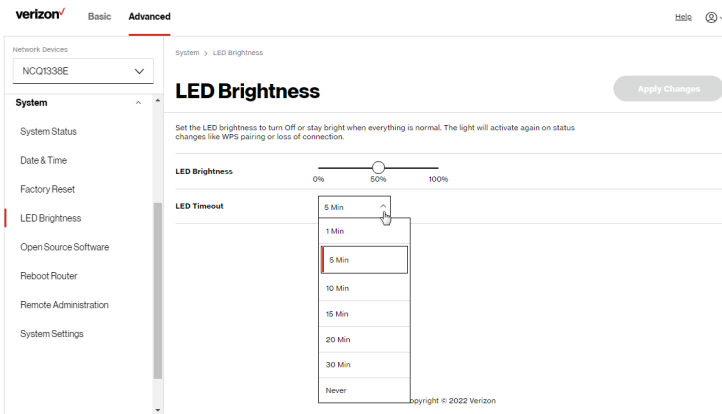 verizon✓
Basic
Advanced
Help
Network Devices
NCQ1338E
System
System Status
Date & Time
Factory Reset
LED Brightness
Open Source Software
Reboot Router
Remote Administration
System Settings
System > LED Brightness
LED Brightness
Apply Changes
Set the LED brightness to turn Off or stay bright when everything is normal. The light will activate again on status
changes like WPS pairing or loss of connection.
LED Brightness
0% 50% 100%
LED Timeout
5 Min
1 Min
5 Min
10 Min
15 Min
20 Min
30 Min
Never
opyright © 2022 Verizon